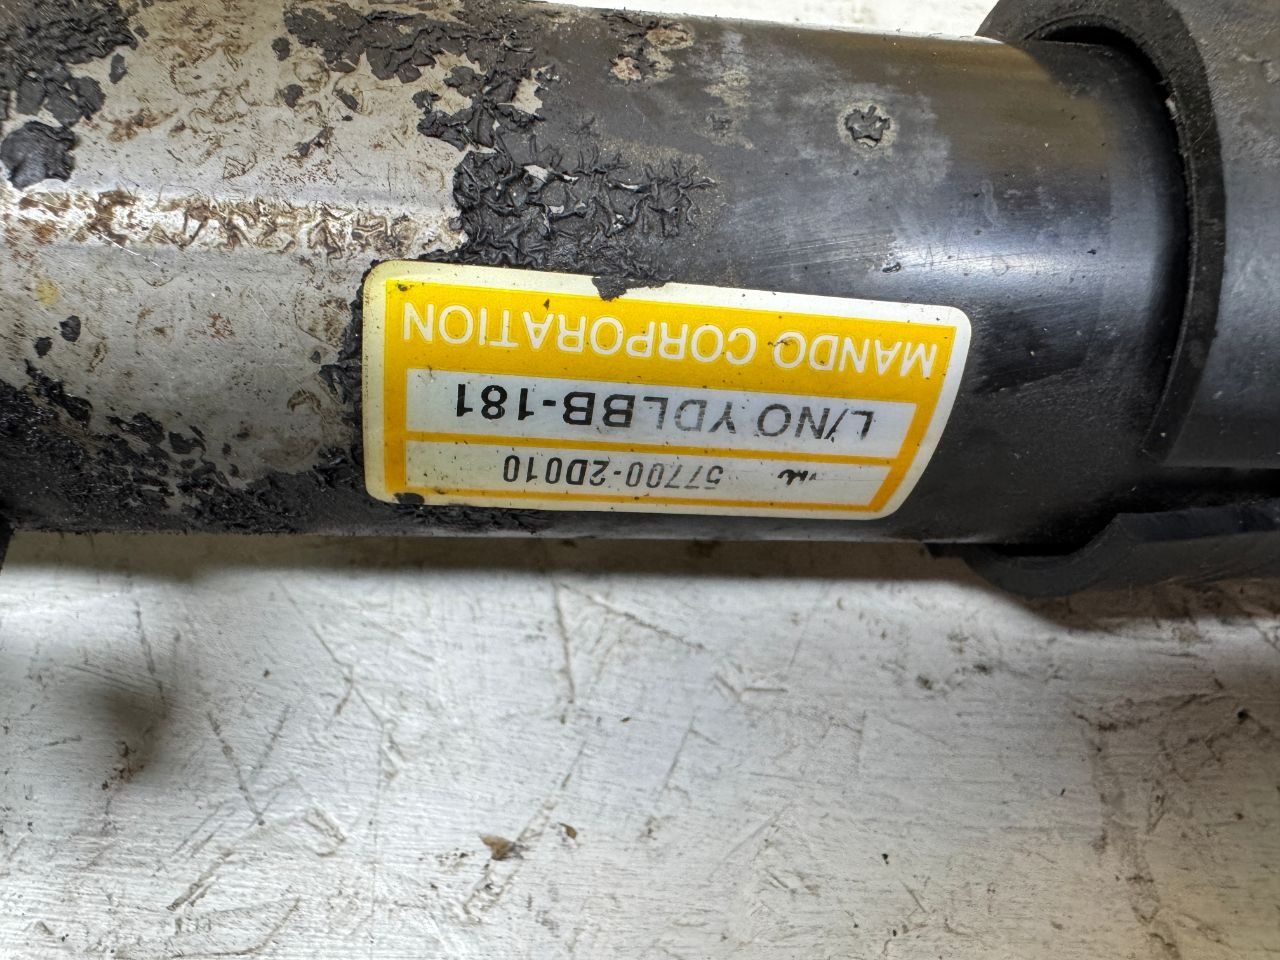 MANDO CORPORATION
L/NO YDLBB-181
57700-2D010